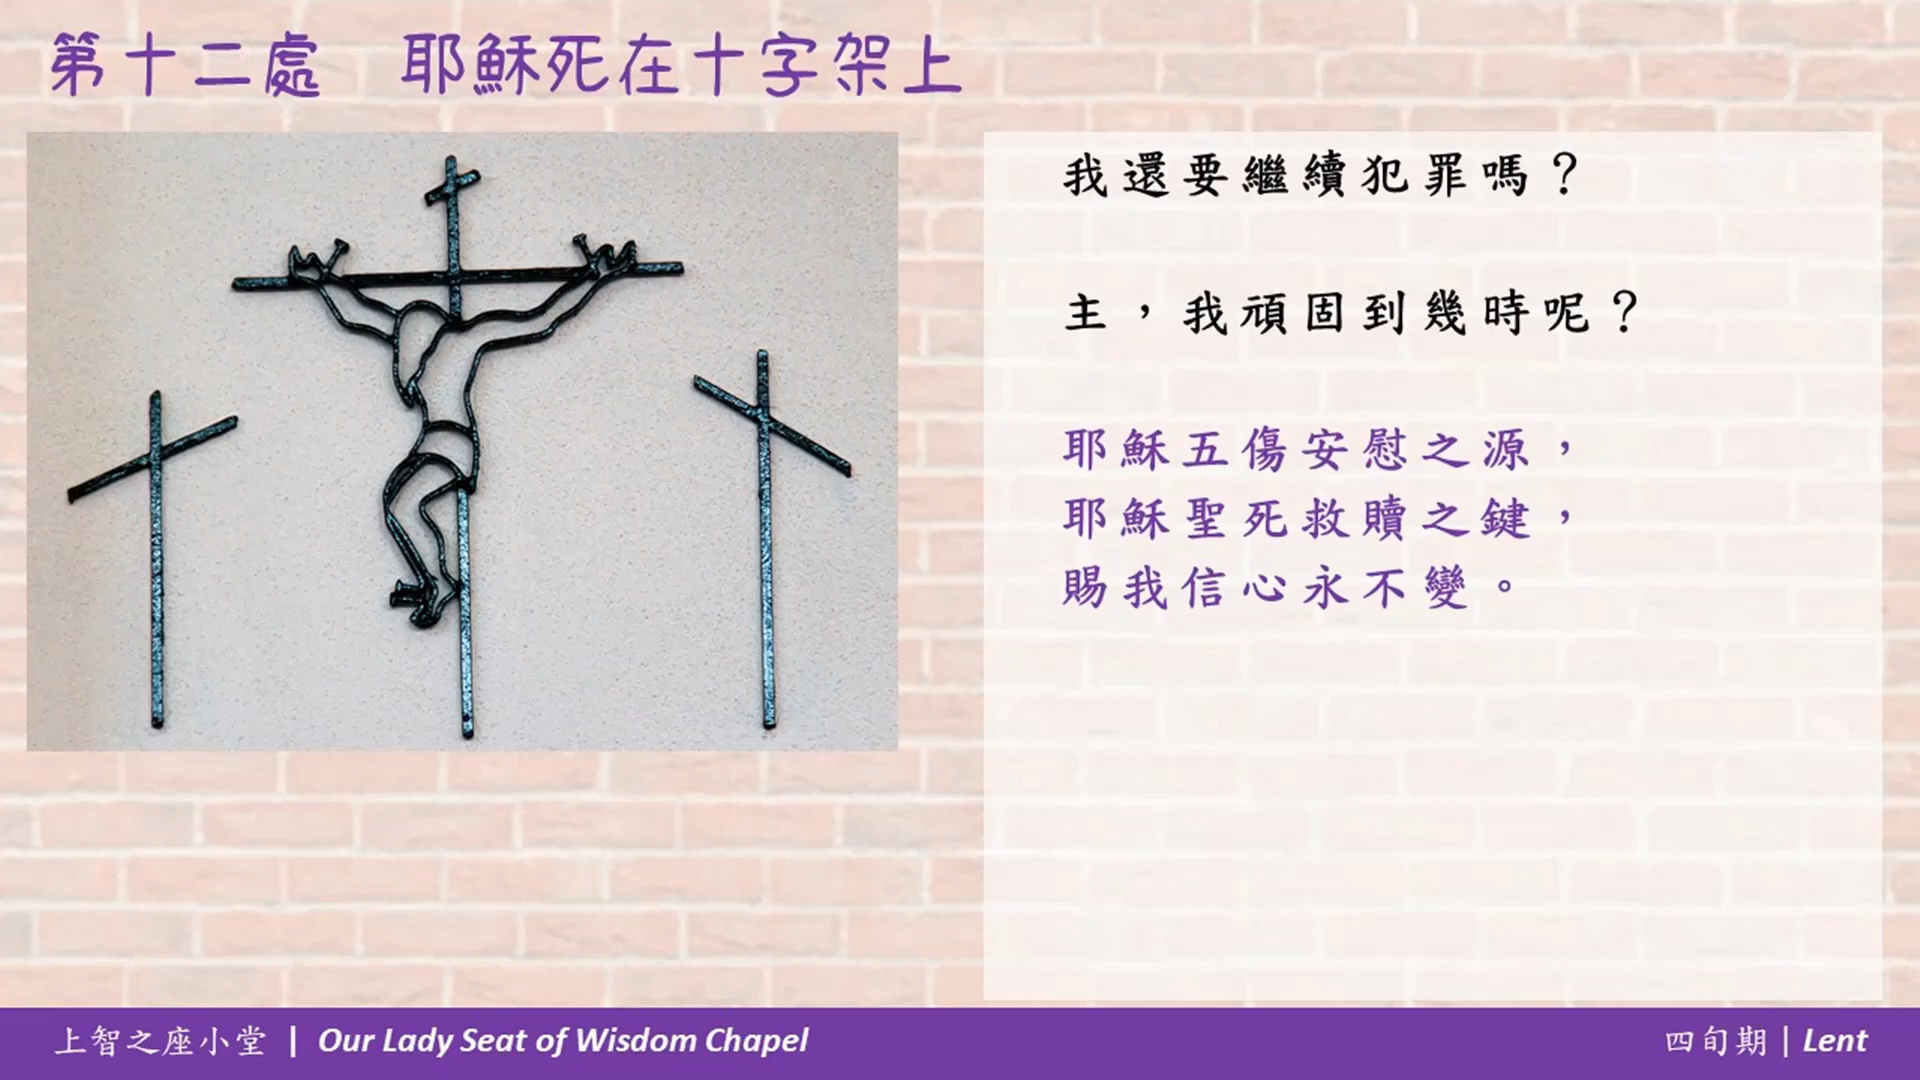 第十二處　耶穌死在十字架上
我還要繼續犯罪嗎？
主，我頑固到幾時呢？
耶穌五傷安慰之源，
耶穌聖死救贖之鍵，
賜我信心永不變。
上智之座小堂 | Our Lady Seat of Wisdom Chapel
四旬期 | Lent